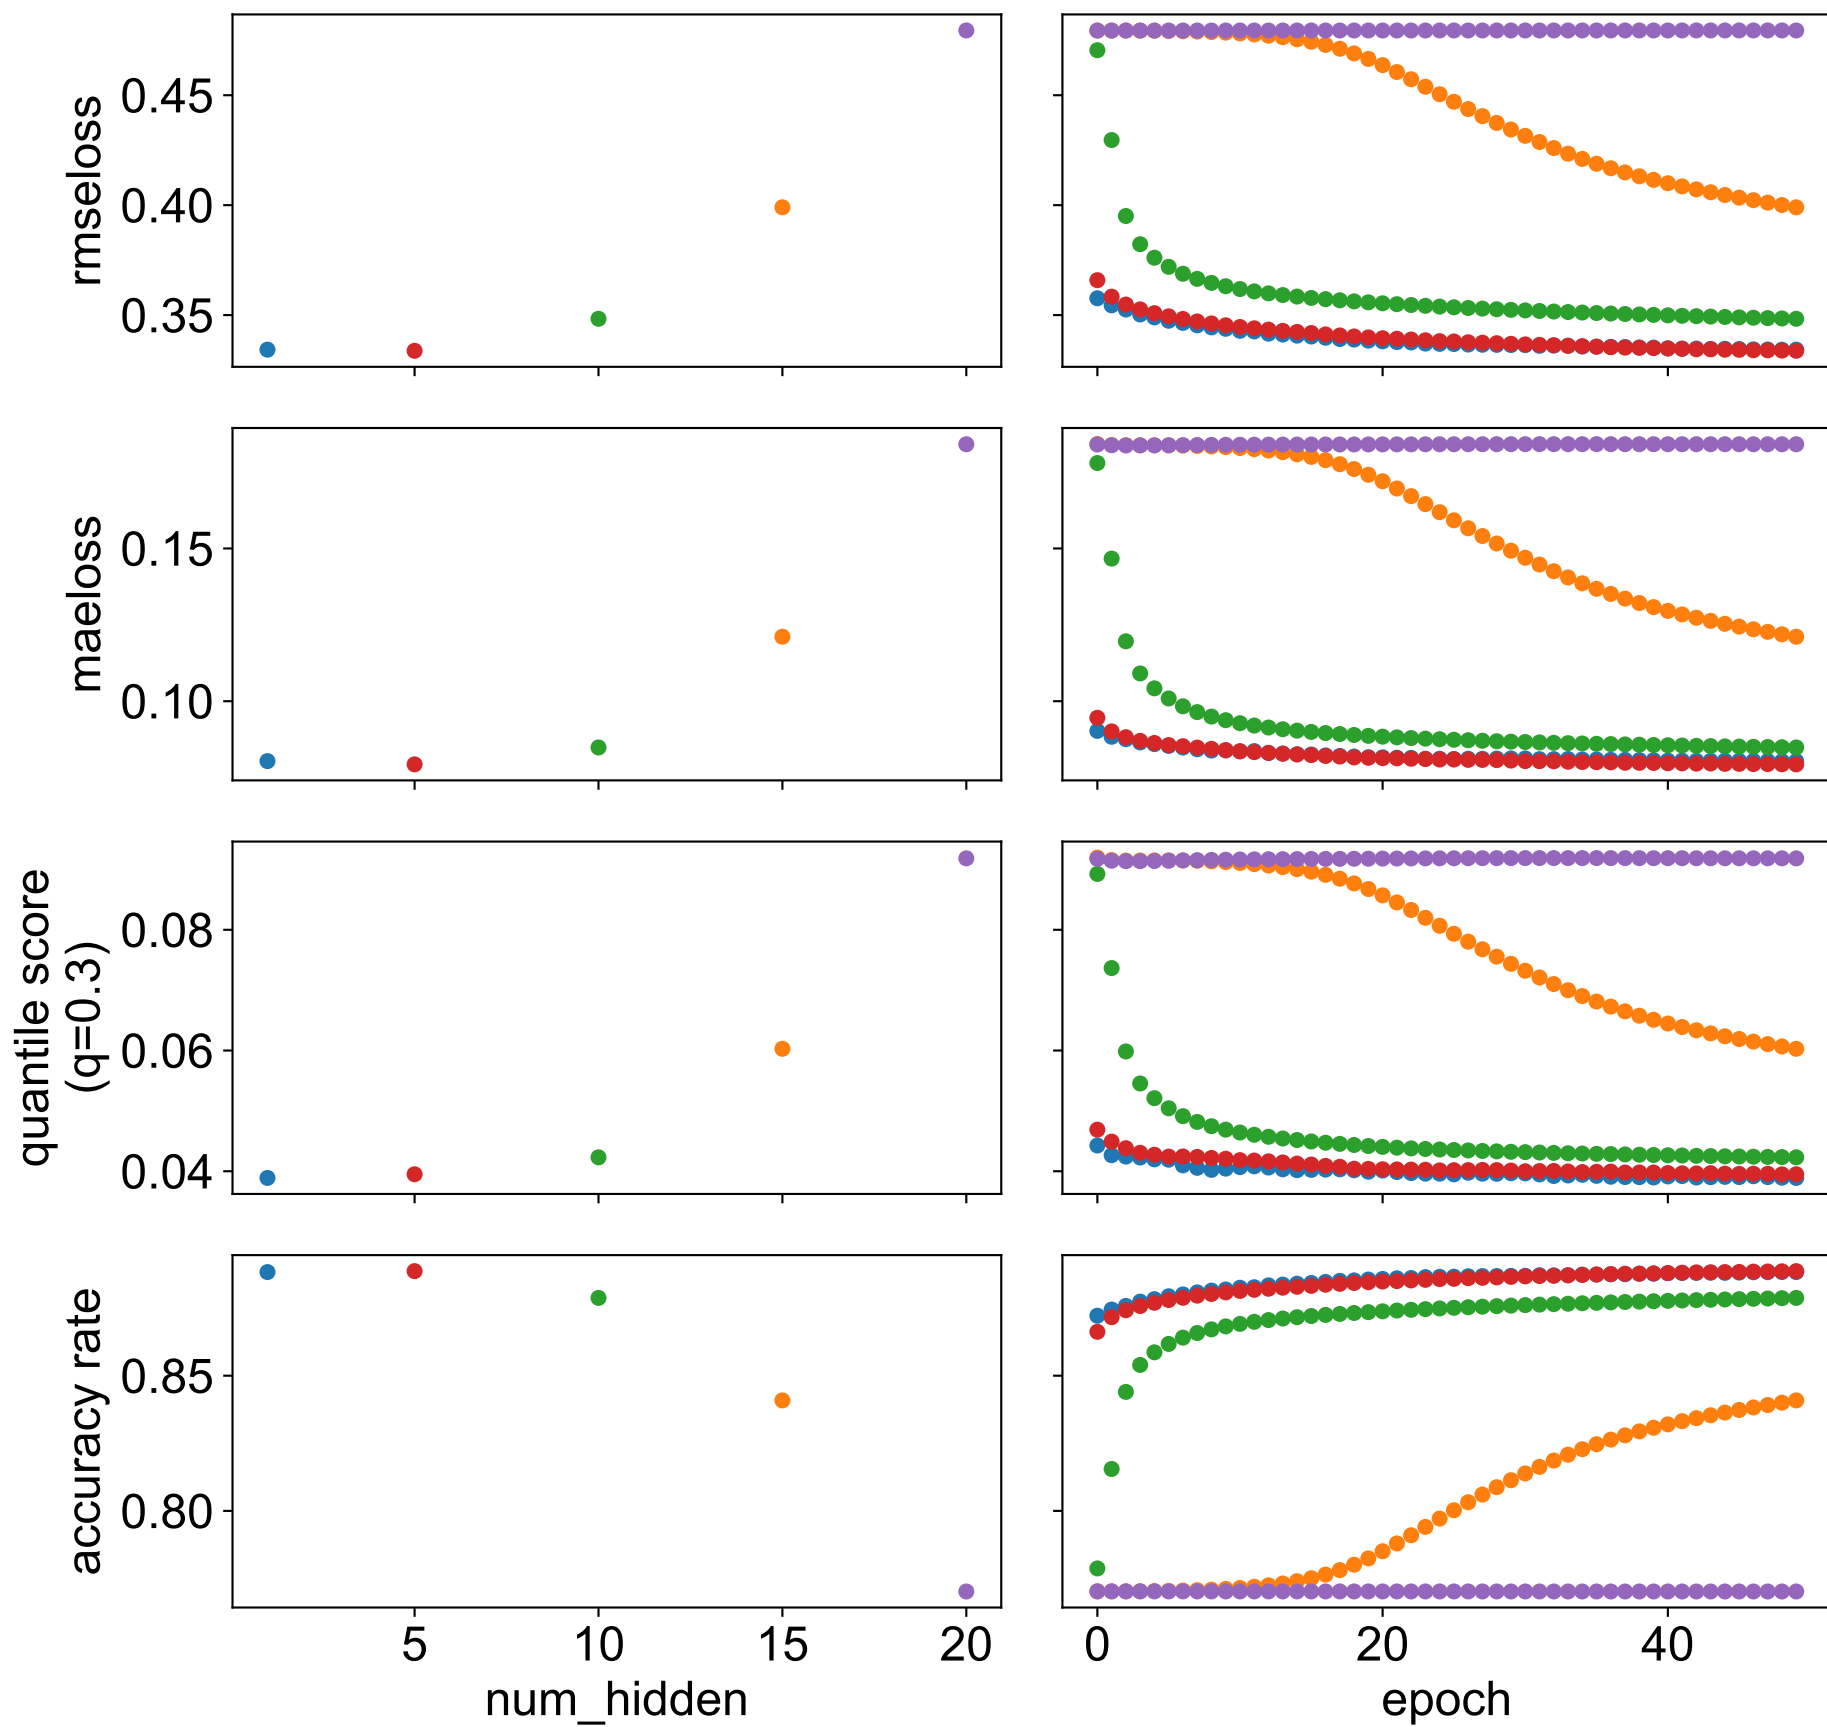 rmseloss
0.45
0.40
0.35
maeloss
0.15
0.10
quantile score
(q=0.3)
0.08
0.06
0.04
accuracy rate
0.85
0.80
5 10 15 20
num_hidden
0 20 40
epoch